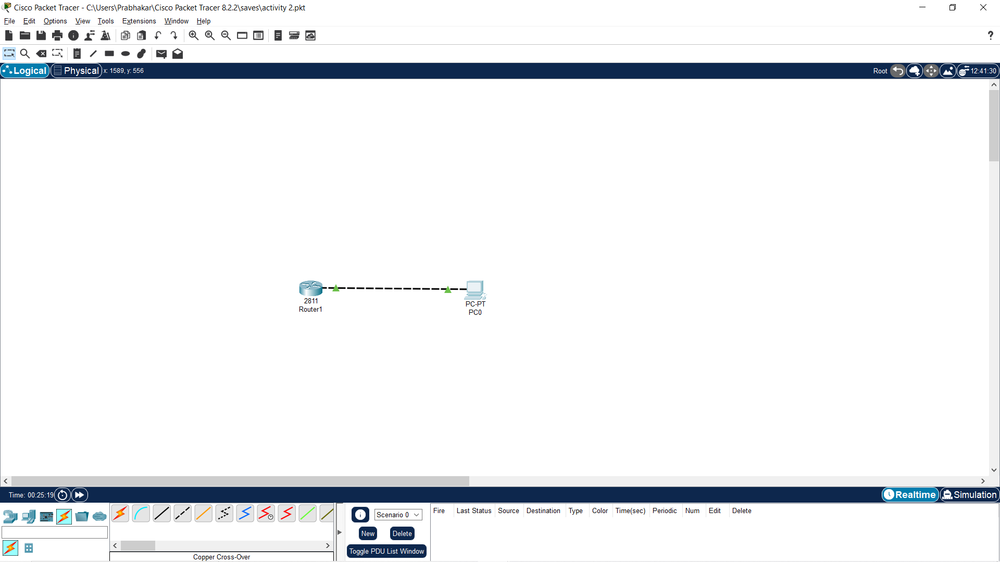 Cisco Packet Tracer - C:\Users\Prabhakar\Cisco Packet Tracer 8.2.2\saves\activity 2.pkt
File Edit Options View Tools Extensions Window Help
?
Logical Physical x: 1589, y: 556 Root 12:41:30
2811
Router1
PC-PT
PC0
Time: 00:25:19 Realtime Simulation
Scenario 0
New Delete
Toggle PDU List Window
Fire Last Status Source Destination Type Color Time(sec) Periodic Num Edit Delete
Copper Cross-Over